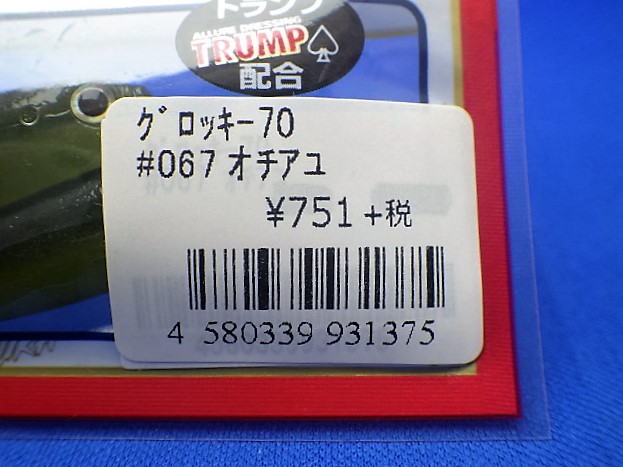 トランプ
ALLURE DRESSING
TRUMP
配合
ｸﾞﾛｯｷｰ70
#067 オチアユ
¥751 +税
4 580339 931375